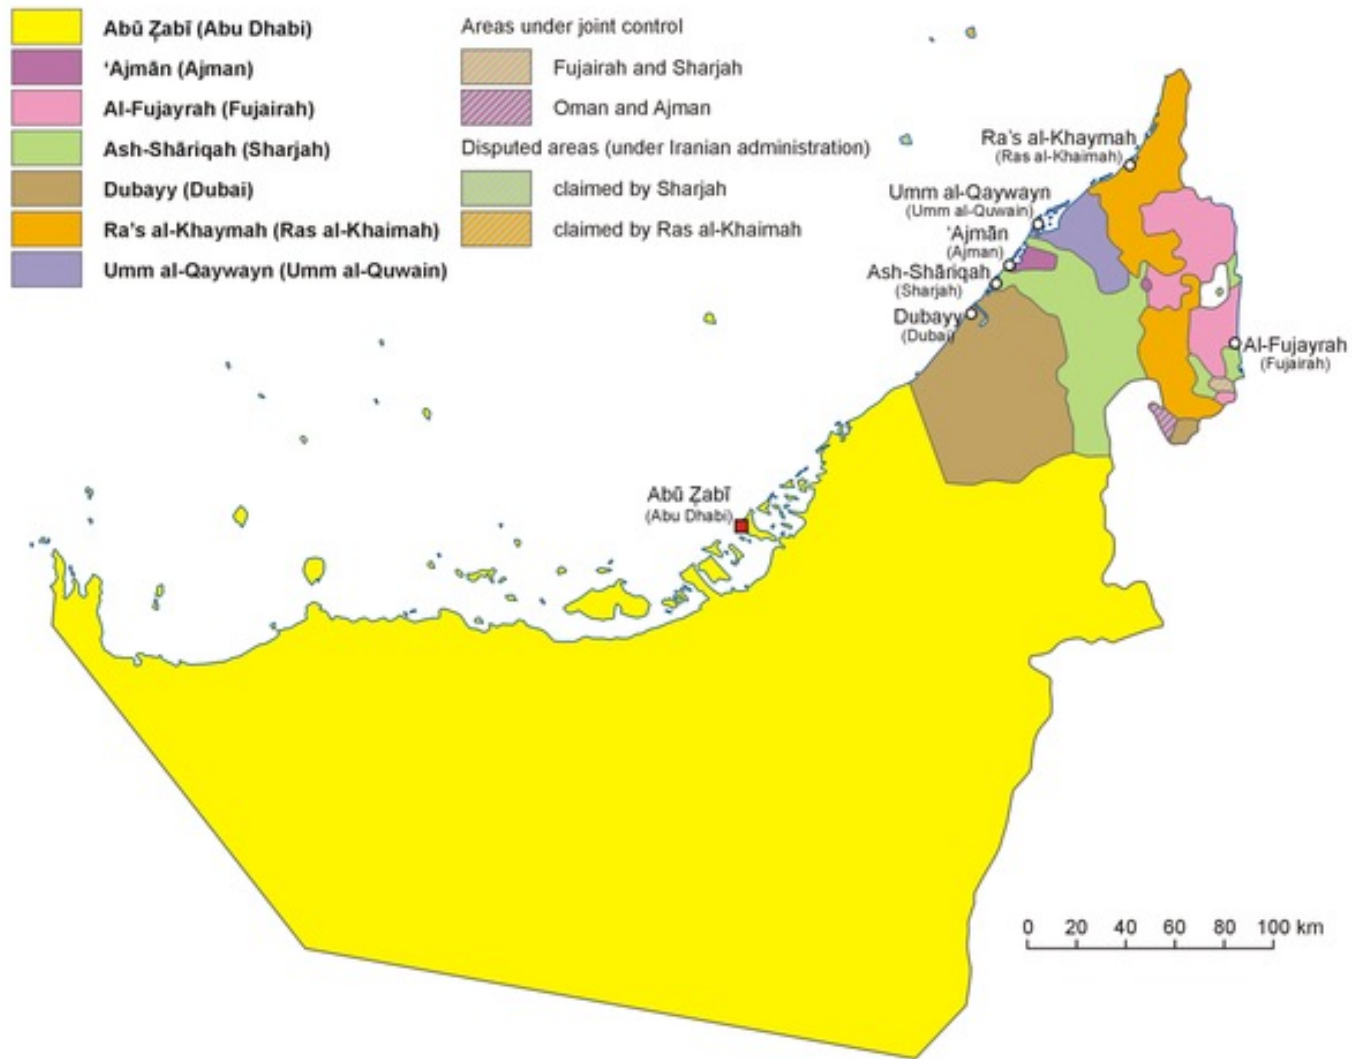 Abū Z̧abī (Abu Dhabi)
‘Ajmān (Ajman)
Al-Fujayrah (Fujairah)
Ash-Shāriqah (Sharjah)
Dubayy (Dubai)
Ra’s al-Khaymah (Ras al-Khaimah)
Umm al-Qaywayn (Umm al-Quwain)
Areas under joint control
Fujairah and Sharjah
Oman and Ajman
Disputed areas (under Iranian administration)
claimed by Sharjah
claimed by Ras al-Khaimah
Ra’s al-Khaymah
(Ras al-Khaimah)
Umm al-Qaywayn
(Umm al-Quwain)
‘Ajmān
(Ajman)
Ash-Shāriqah
(Sharjah)
Dubayy
(Dubai)
Al-Fujayrah
(Fujairah)
Abū Z̧abī
(Abu Dhabi)
0 20 40 60 80 100 km